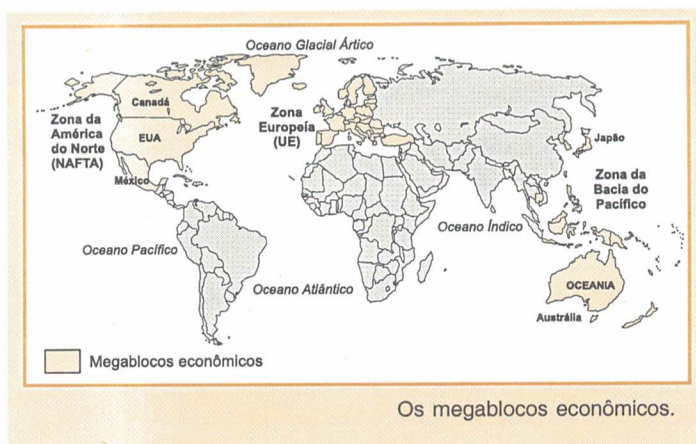 Oceano Glacial Ártico
Canadá
Zona da
América
do Norte
(NAFTA)
EUA
México
Zona
Européia
(UE)
Japão
Zona da
Bacia do
Pacífico
Oceano Índico
Oceano Pacífico
Oceano Atlântico
OCEANIA
Austrália
Megablocos econômicos
Os megablocos econômicos.